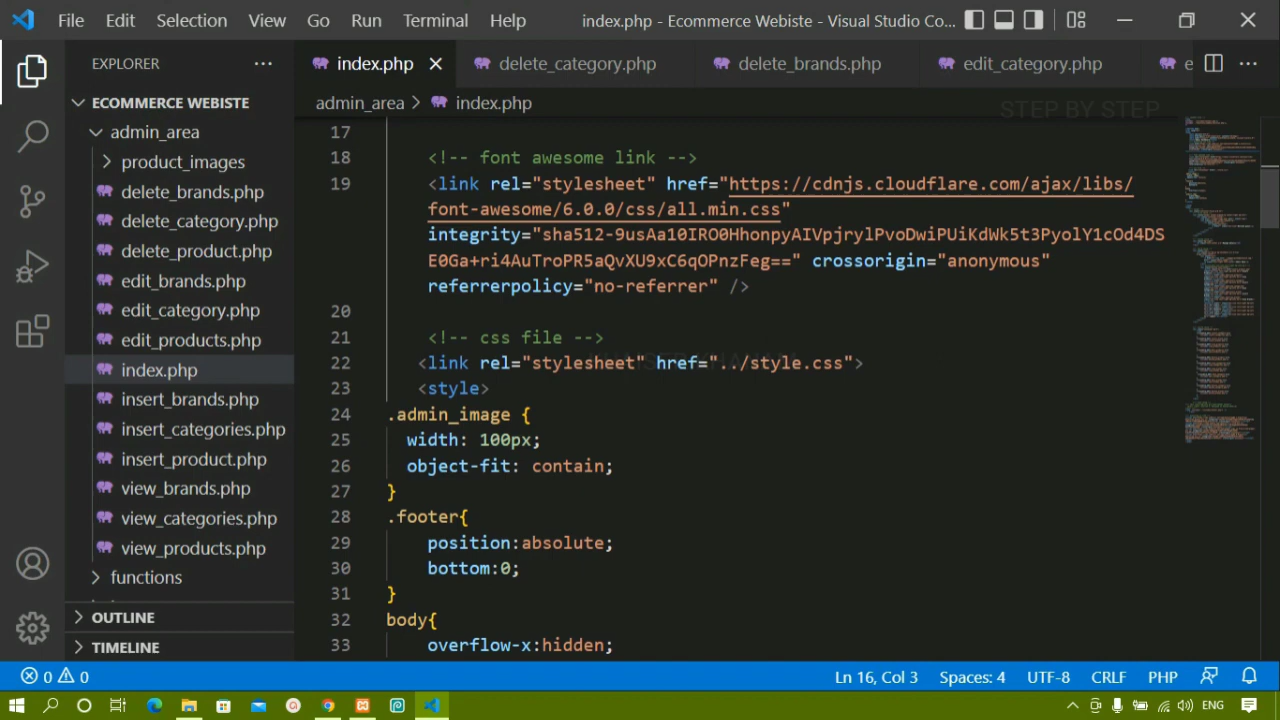 File Edit Selection View Go Run Terminal Help index.php - Ecommerce Webiste - Visual Studio Co...
EXPLORER
index.php delete_category.php delete_brands.php edit_category.php e
ECOMMERCE WEBISTE
admin_area
product_images
delete_brands.php
delete_category.php
delete_product.php
edit_brands.php
edit_category.php
edit_products.php
index.php
insert_brands.php
insert_categories.php
insert_product.php
view_brands.php
view_categories.php
view_products.php
functions
OUTLINE
TIMELINE
admin_area > index.php
STEP BY STEP
17
18 <!-- font awesome link -->
19 <link rel="stylesheet" href="https://cdnjs.cloudflare.com/ajax/libs/
font-awesome/6.0.0/css/all.min.css"
integrity="sha512-9usAa10IRO0HhonpyAIVpjrylPvoDwiPUiKdWk5t3PyolY1cOd4DS
E0Ga+ri4AuTroPR5aQvXU9xC6qOPnzFeg==" crossorigin="anonymous"
referrerpolicy="no-referrer" />
20
21 <!-- css file -->
22 <link rel="stylesheet" href="../style.css">
23 <style>
24 .admin_image {
25 width: 100px;
26 object-fit: contain;
27 }
28 .footer{
29 position:absolute;
30 bottom:0;
31 }
32 body{
33 overflow-x:hidden;
0 0 Ln 16, Col 3 Spaces: 4 UTF-8 CRLF PHP
ENG